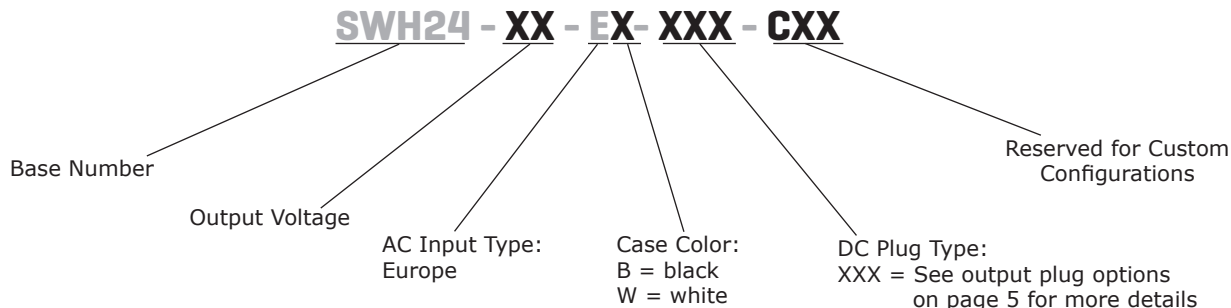 SWH24 - XX - EX- XXX - CXX
Base Number
Output Voltage
AC Input Type:
Europe
Case Color:
B = black
W = white
DC Plug Type:
XXX = See output plug options
on page 5 for more details
Reserved for Custom
Configurations